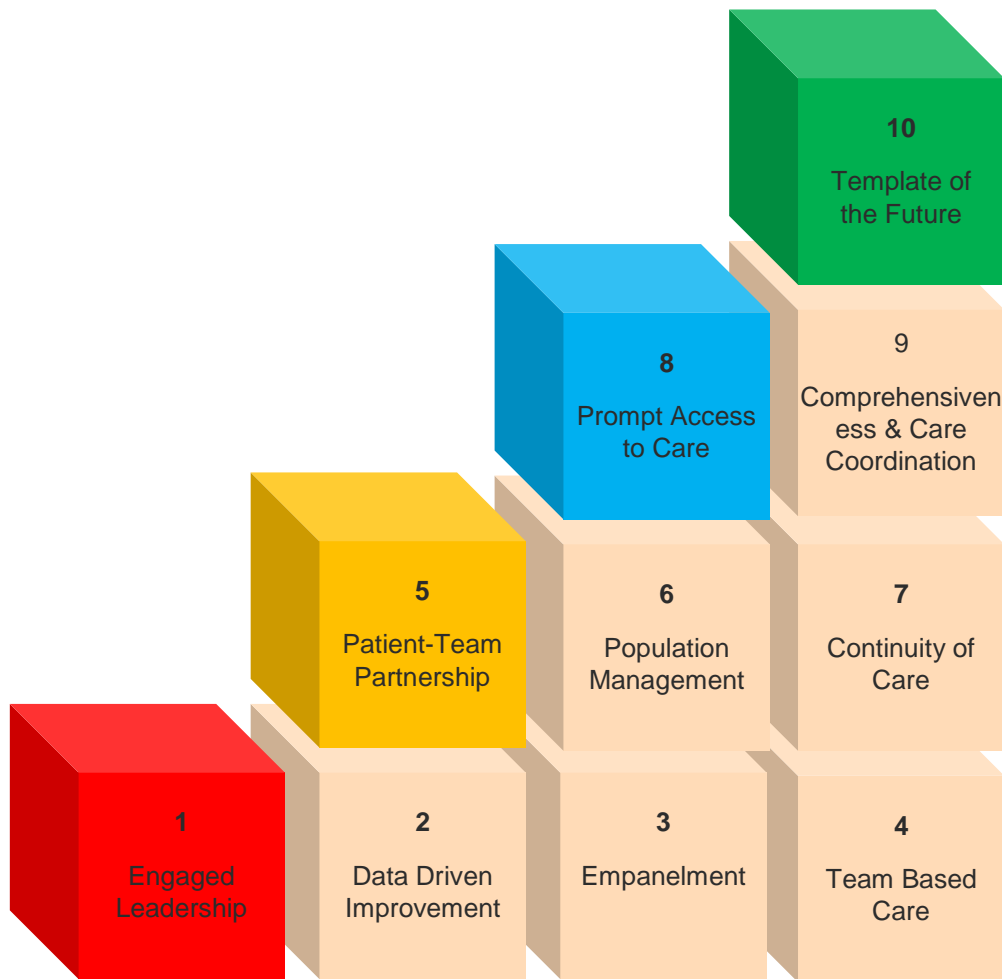 10
Template of
the Future
8
Prompt Access
to Care
9
Comprehensiven
ess & Care
Coordination
5
Patient-Team
Partnership
6
Population
Management
7
Continuity of
Care
1
Engaged
Leadership
2
Data Driven
Improvement
3
Empanelment
4
Team Based
Care